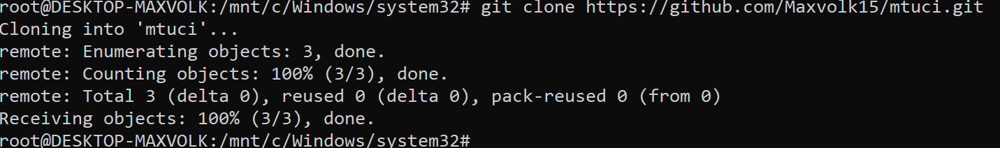 root@DESKTOP-MAXVOLK:/mnt/c/Windows/system32# git clone https://github.com/Maxvolk15/mtuci.git
Cloning into 'mtuci'...
remote: Enumerating objects: 3, done.
remote: Counting objects: 100% (3/3), done.
remote: Total 3 (delta 0), reused 0 (delta 0), pack-reused 0 (from 0)
Receiving objects: 100% (3/3), done.
root@DESKTOP-MAXVOLK:/mnt/c/Windows/system32#